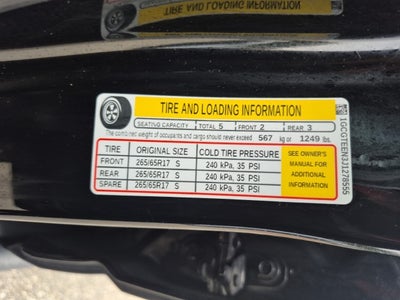 TIRE AND LOADING INFORMATION
TIRE AND LOADING INFORMATION
SEATING CAPACITY TOTAL 5 FRONT 2 REAR 3
The combined weight of occupants and cargo should never exceed 567 kg or 1249 lbs.
TIRE ORIGINAL SIZE COLD TIRE PRESSURE
FRONT 265/65R17 S 240 kPa, 35 PSI
REAR 265/65R17 S 240 kPa, 35 PSI
SPARE 265/65R17 S 240 kPa, 35 PSI
SEE OWNER'S
MANUAL FOR
ADDITIONAL
INFORMATION
1GCGTEEN3J1278555